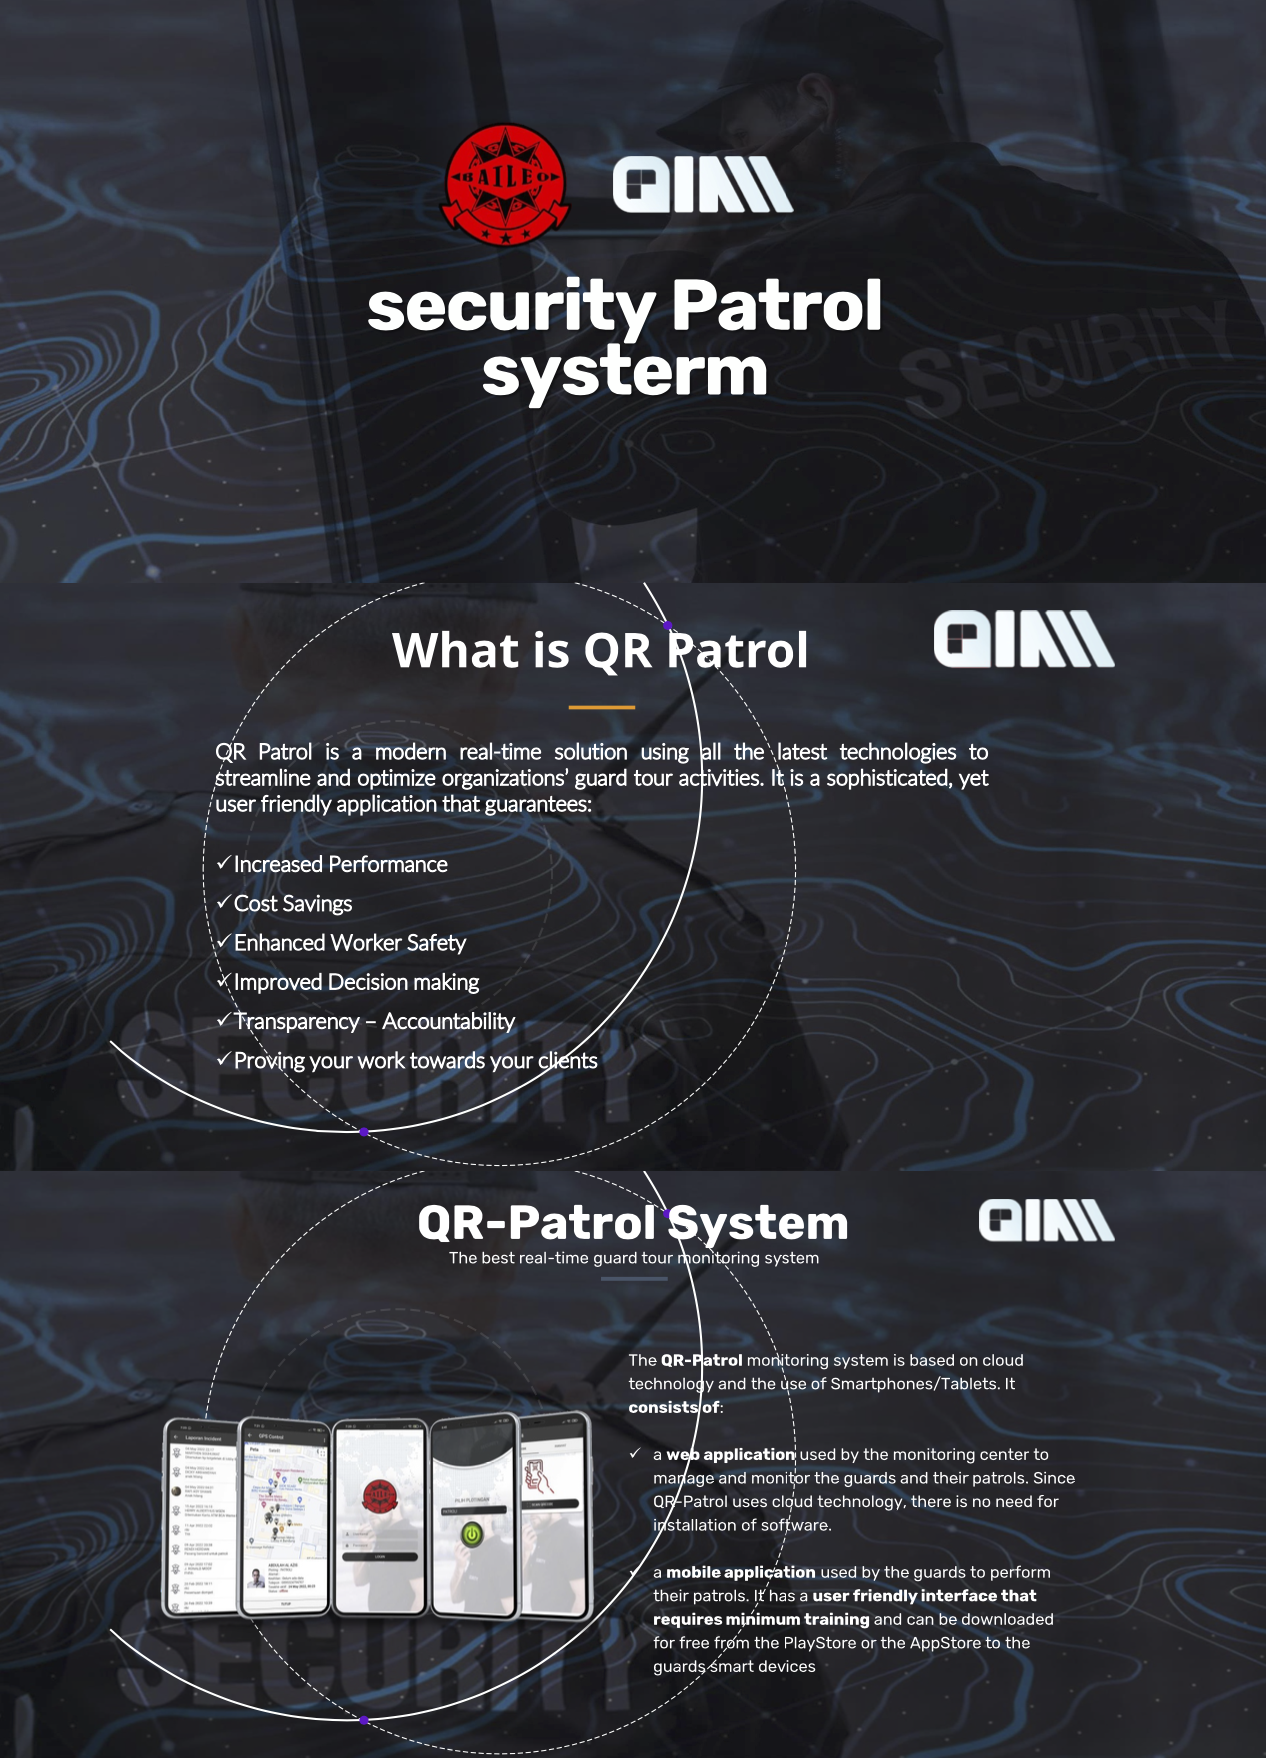 BAILEO
QIM
security Patrol
systerm
SECURITY
What is QR Patrol
QR Patrol is a modern real-time solution using all the latest technologies to
streamline and optimize organizations’ guard tour activities. It is a sophisticated, yet
user friendly application that guarantees:
✓Increased Performance
✓Cost Savings
✓Enhanced Worker Safety
✓Improved Decision making
✓Transparency – Accountability
✓Proving your work towards your clients
SECURITY
QR-Patrol System
The best real-time guard tour monitoring system
The QR-Patrol monitoring system is based on cloud
technology and the use of Smartphones/Tablets. It
consists of:
✓ a web application used by the monitoring center to
manage and monitor the guards and their patrols. Since
QR-Patrol uses cloud technology, there is no need for
installation of software.
✓ a mobile application used by the guards to perform
their patrols. It has a user friendly interface that
requires minimum training and can be downloaded
for free from the PlayStore or the AppStore to the
guards smart devices
Laporan Incident
GPS Control
LOGIN
SECURITY